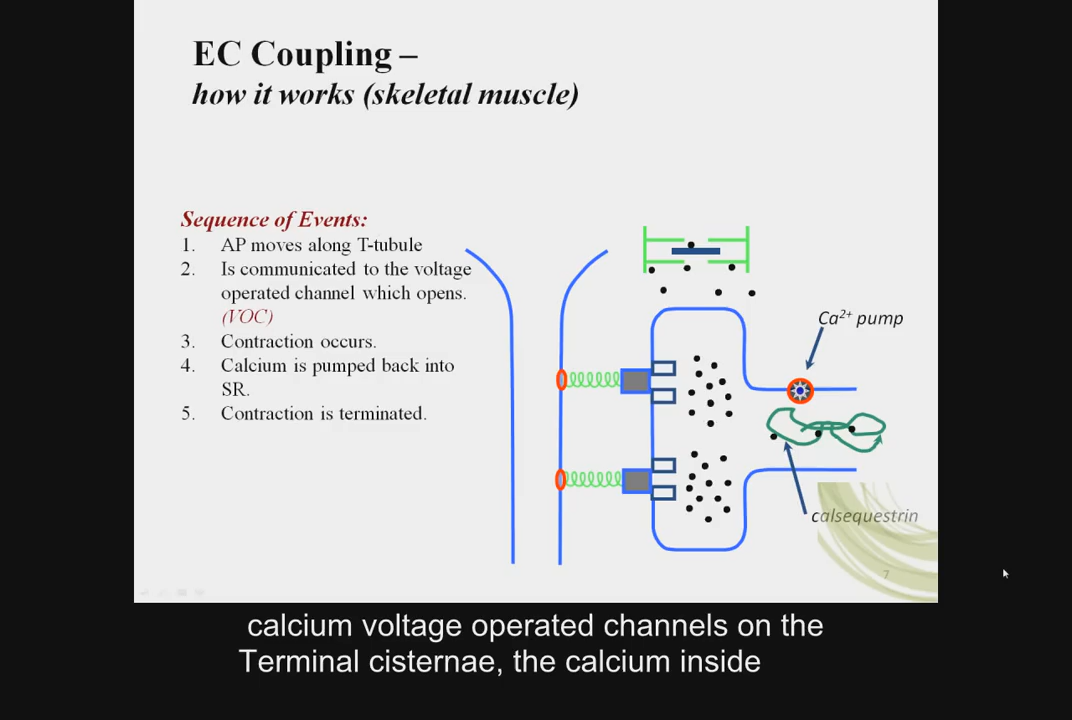 EC Coupling –
how it works (skeletal muscle)
Sequence of Events:
1. AP moves along T-tubule
2. Is communicated to the voltage
operated channel which opens.
(VOC)
3. Contraction occurs.
4. Calcium is pumped back into
SR.
5. Contraction is terminated.
Ca²⁺ pump
calsequestrin
7
calcium voltage operated channels on the
Terminal cisternae, the calcium inside